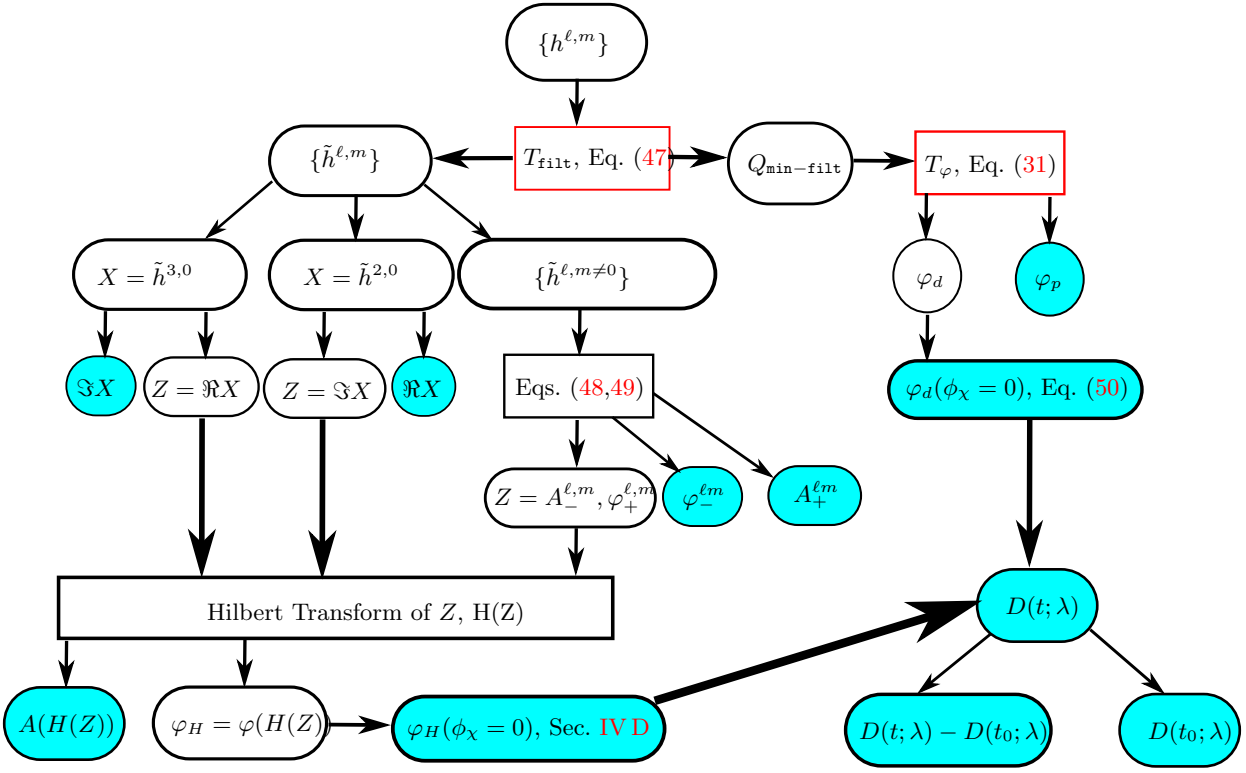 {h^{ℓ,m}}
{h̃^{ℓ,m}}
T_filt, Eq. (47)
Q_min−filt
T_φ, Eq. (31)
X = h̃^{3,0}
X = h̃^{2,0}
{h̃^{ℓ,m≠0}}
φ_d
φ_p
ℑX
Z = ℜX
Z = ℑX
ℜX
Eqs. (48,49)
φ_d(ϕ_χ = 0), Eq. (50)
Z = A_−^{ℓ,m}, φ_+^{ℓ,m}
φ_−^{ℓm}
A_+^{ℓm}
Hilbert Transform of Z, H(Z)
D(t; λ)
A(H(Z))
φ_H = φ(H(Z))
φ_H(ϕ_χ = 0), Sec. IV D
D(t; λ) − D(t_0; λ)
D(t_0; λ)